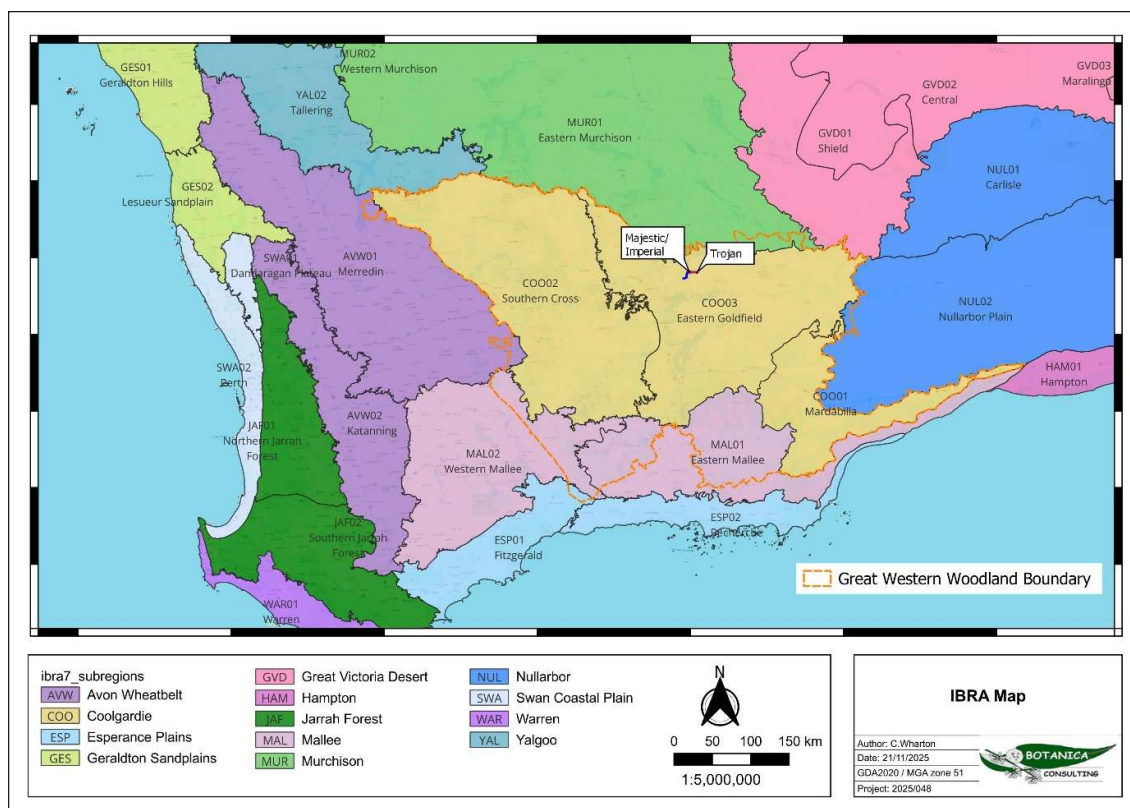 GES01
Geraldton Hills
MUR02
Western Murchison
YAL02
Tallering
MUR01
Eastern Murchison
GVD03
Maralinga
GVD02
Central
GVD01
Shield
NUL01
Carlisle
GES02
Lesueur Sandplain
Majestic/
Imperial
Trojan
SWA01
Dandaragan Plateau
AVW01
Merredin
COO02
Southern Cross
COO03
Eastern Goldfield
NUL02
Nullarbor Plain
SWA02
Perth
HAM01
Hampton
COO01
Mardabilla
JAF01
Northern Jarrah
Forest
AVW02
Katanning
MAL02
Western Mallee
MAL01
Eastern Mallee
JAF02
Southern Jarrah
Forest
ESP01
Fitzgerald
ESP02
Recherche
WAR01
Warren
Great Western Woodland Boundary
ibra7_subregions
AVW Avon Wheatbelt
COO Coolgardie
ESP Esperance Plains
GES Geraldton Sandplains
GVD Great Victoria Desert
HAM Hampton
JAF Jarrah Forest
MAL Mallee
MUR Murchison
NUL Nullarbor
SWA Swan Coastal Plain
WAR Warren
YAL Yalgoo
N
0 50 100 150 km
1:5,000,000
IBRA Map
Author: C.Wharton
Date: 21/11/2025
GDA2020 / MGA zone 51
Project: 2025/048
BOTANICA
CONSULTING